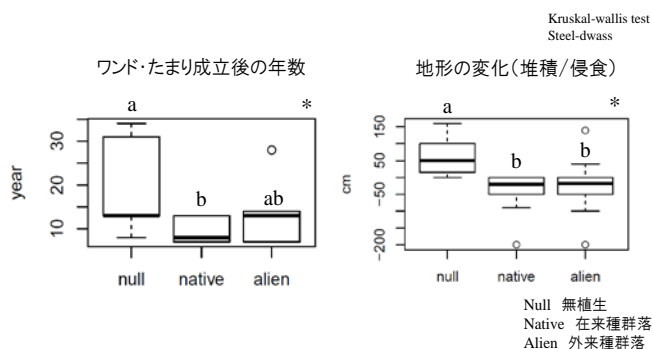 Kruskal-wallis test
Steel-dwass
ワンド・たまり成立後の年数
地形の変化(堆積/侵食)
a
*
b
ab
year
10
20
30
null
native
alien
a
*
b
b
cm
-200
-50
50
150
null
native
alien
Null 無植生
Native 在来種群落
Alien 外来種群落